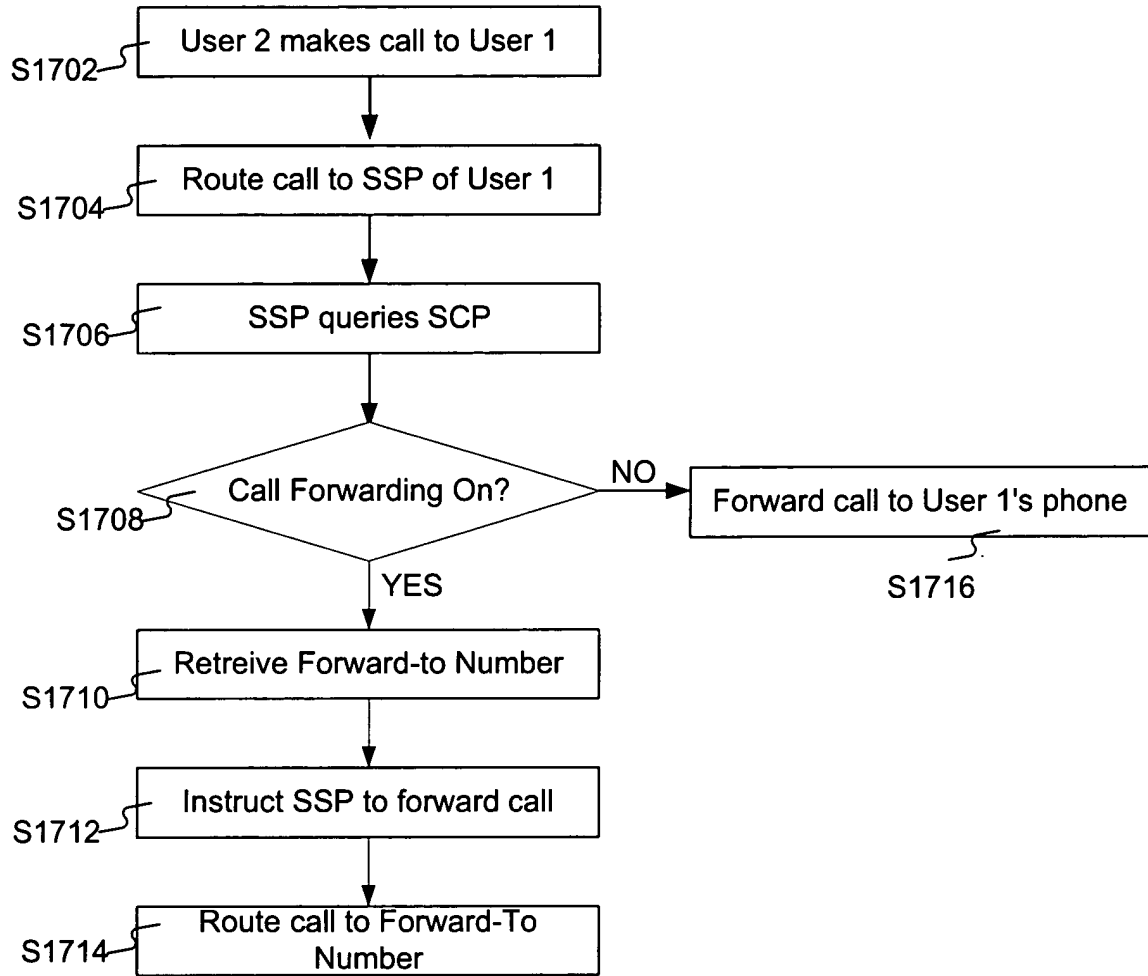 User 2 makes call to User 1
S1702
Route call to SSP of User 1
S1704
SSP queries SCP
S1706
Call Forwarding On?
S1708
NO
Forward call to User 1's phone
S1716
YES
Retreive Forward-to Number
S1710
Instruct SSP to forward call
S1712
Route call to Forward-To
Number
S1714